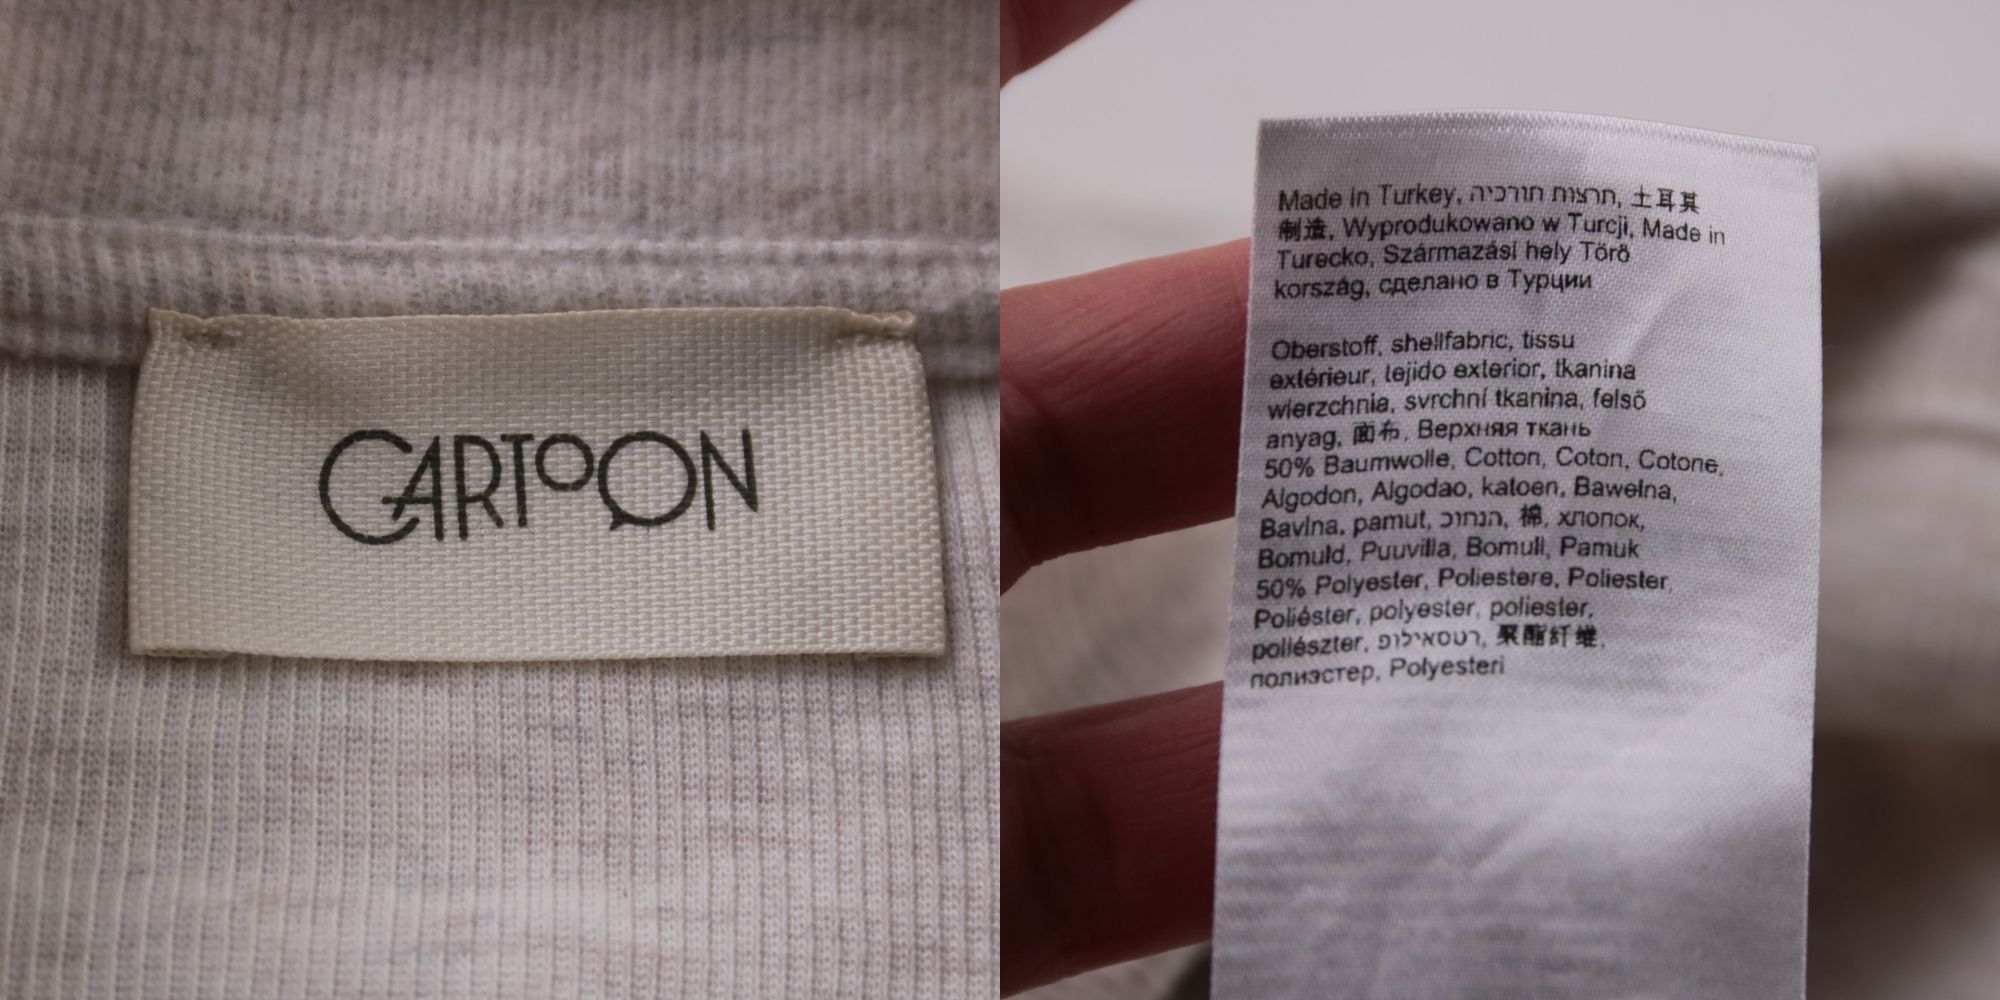 CARTOON
Made in Turkey, תרצות תורכיה, 土耳其
制造, Wyprodukowano w Turcji, Made in
Turecko, Származási hely Törö
kország, сделано в Турции
Oberstoff, shellfabric, tissu
extérieur, tejido exterior, tkanina
wierzchnia, svrchní tkanina, felső
anyag, 面布, Верхняя ткань
50% Baumwolle, Cotton, Coton, Cotone,
Algodon, Algodao, katoen, Bawełna,
Bavlna, pamut, הנתוכ, 棉, хлопок,
Bomuld, Puuvilla, Bomull, Pamuk
50% Polyester, Poliestere, Poliester,
Poliéster, polyester, poliester,
poliészter, רטסאילופ, 聚酯纤维,
полиэстер, Polyesteri